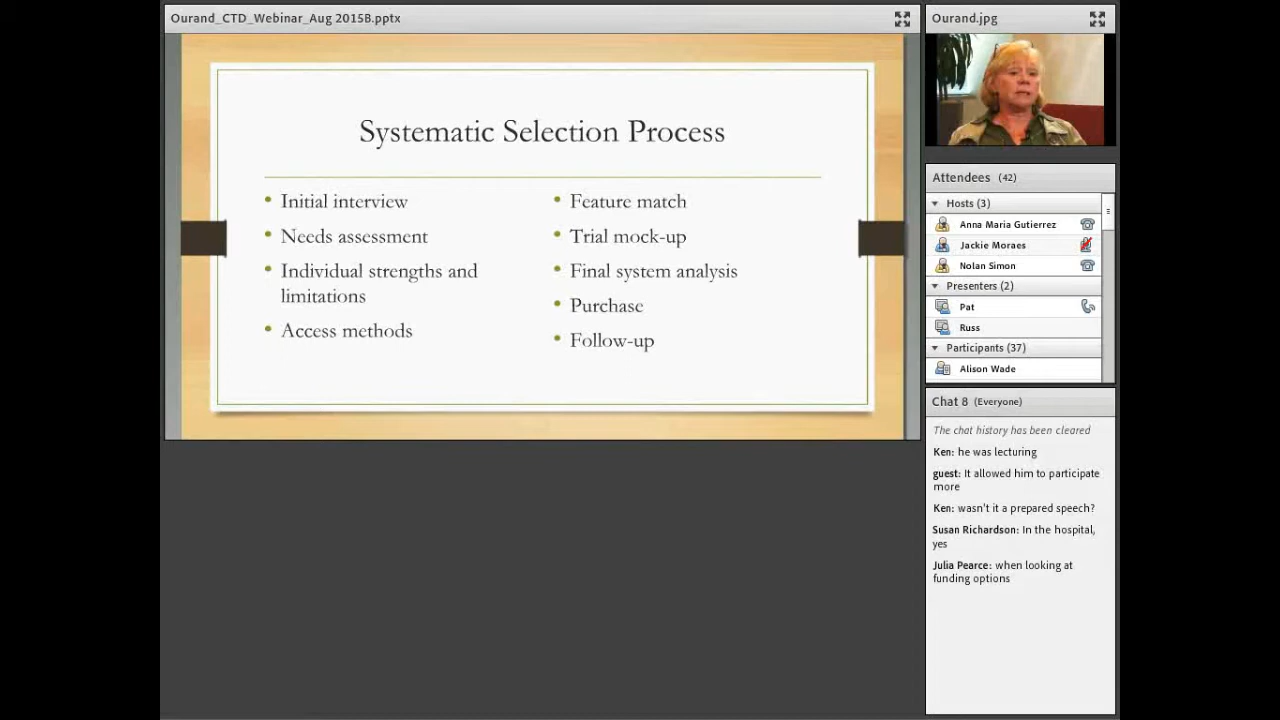 Ourand_CTD_Webinar_Aug 2015B.pptx
Systematic Selection Process
Initial interview
Needs assessment
Individual strengths and
limitations
Access methods
Feature match
Trial mock-up
Final system analysis
Purchase
Follow-up
Ourand.jpg
Attendees (42)
Hosts (3)
Anna Maria Gutierrez
Jackie Moraes
Nolan Simon
Presenters (2)
Pat
Russ
Participants (37)
Alison Wade
Chat 8 (Everyone)
The chat history has been cleared
Ken: he was lecturing
guest: It allowed him to participate
more
Ken: wasn't it a prepared speech?
Susan Richardson: In the hospital,
yes
Julia Pearce: when looking at
funding options